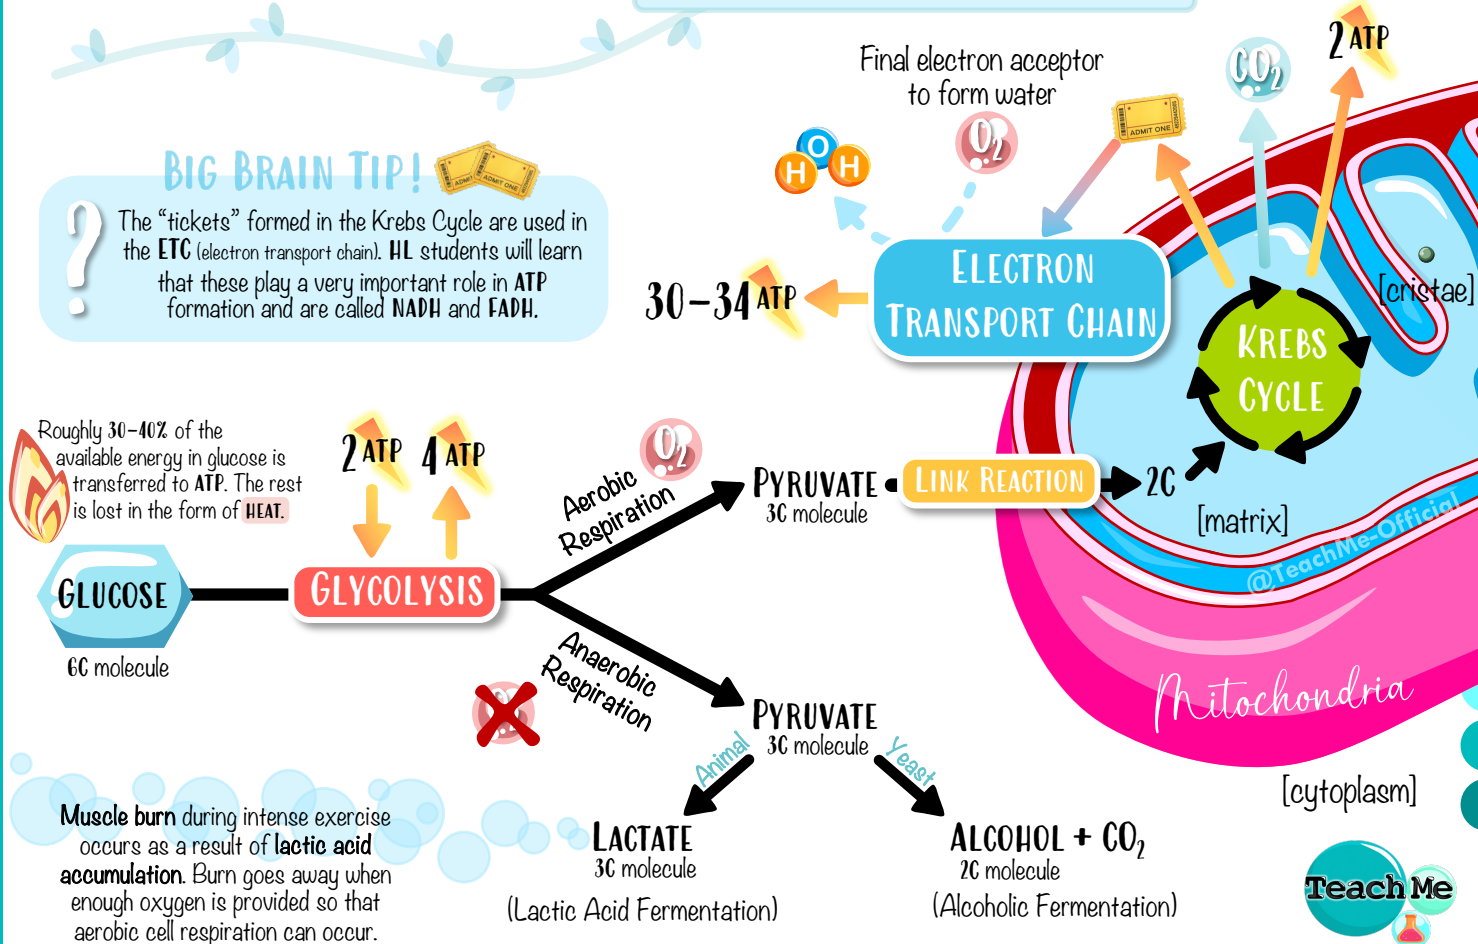 Final electron acceptor
to form water
O2
H O H
ADMIT ONE
CO2
2 ATP
BIG BRAIN TIP!
ADMIT ADMIT ONE
?
The “tickets” formed in the Krebs Cycle are used in
the ETC (electron transport chain). HL students will learn
that these play a very important role in ATP
formation and are called NADH and FADH.
30-34 ATP
ELECTRON
TRANSPORT CHAIN
[cristae]
KREBS
CYCLE
Roughly 30-40% of the
available energy in glucose is
transferred to ATP. The rest
is lost in the form of HEAT.
2 ATP 4 ATP
O2
Aerobic
Respiration
PYRUVATE
3C molecule
LINK REACTION
2C
[matrix]
@TeachMe-Official
GLUCOSE
6C molecule
GLYCOLYSIS
Anaerobic
Respiration
O2
PYRUVATE
3C molecule
Mitochondria
Animal
Yeast
[cytoplasm]
Muscle burn during intense exercise
occurs as a result of lactic acid
accumulation. Burn goes away when
enough oxygen is provided so that
aerobic cell respiration can occur.
LACTATE
3C molecule
(Lactic Acid Fermentation)
ALCOHOL + CO2
2C molecule
(Alcoholic Fermentation)
Teach Me